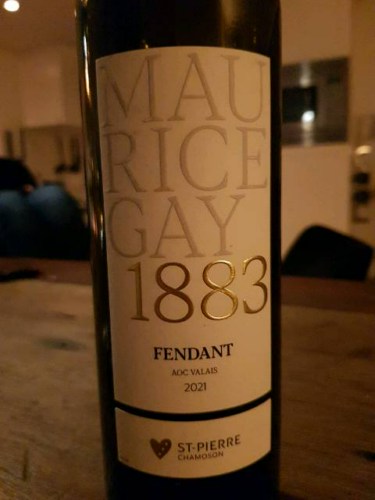 MAU
RICE
GAY
1883
FENDANT
AOC VALAIS
2021
ST-PIERRE
CHAMOSON